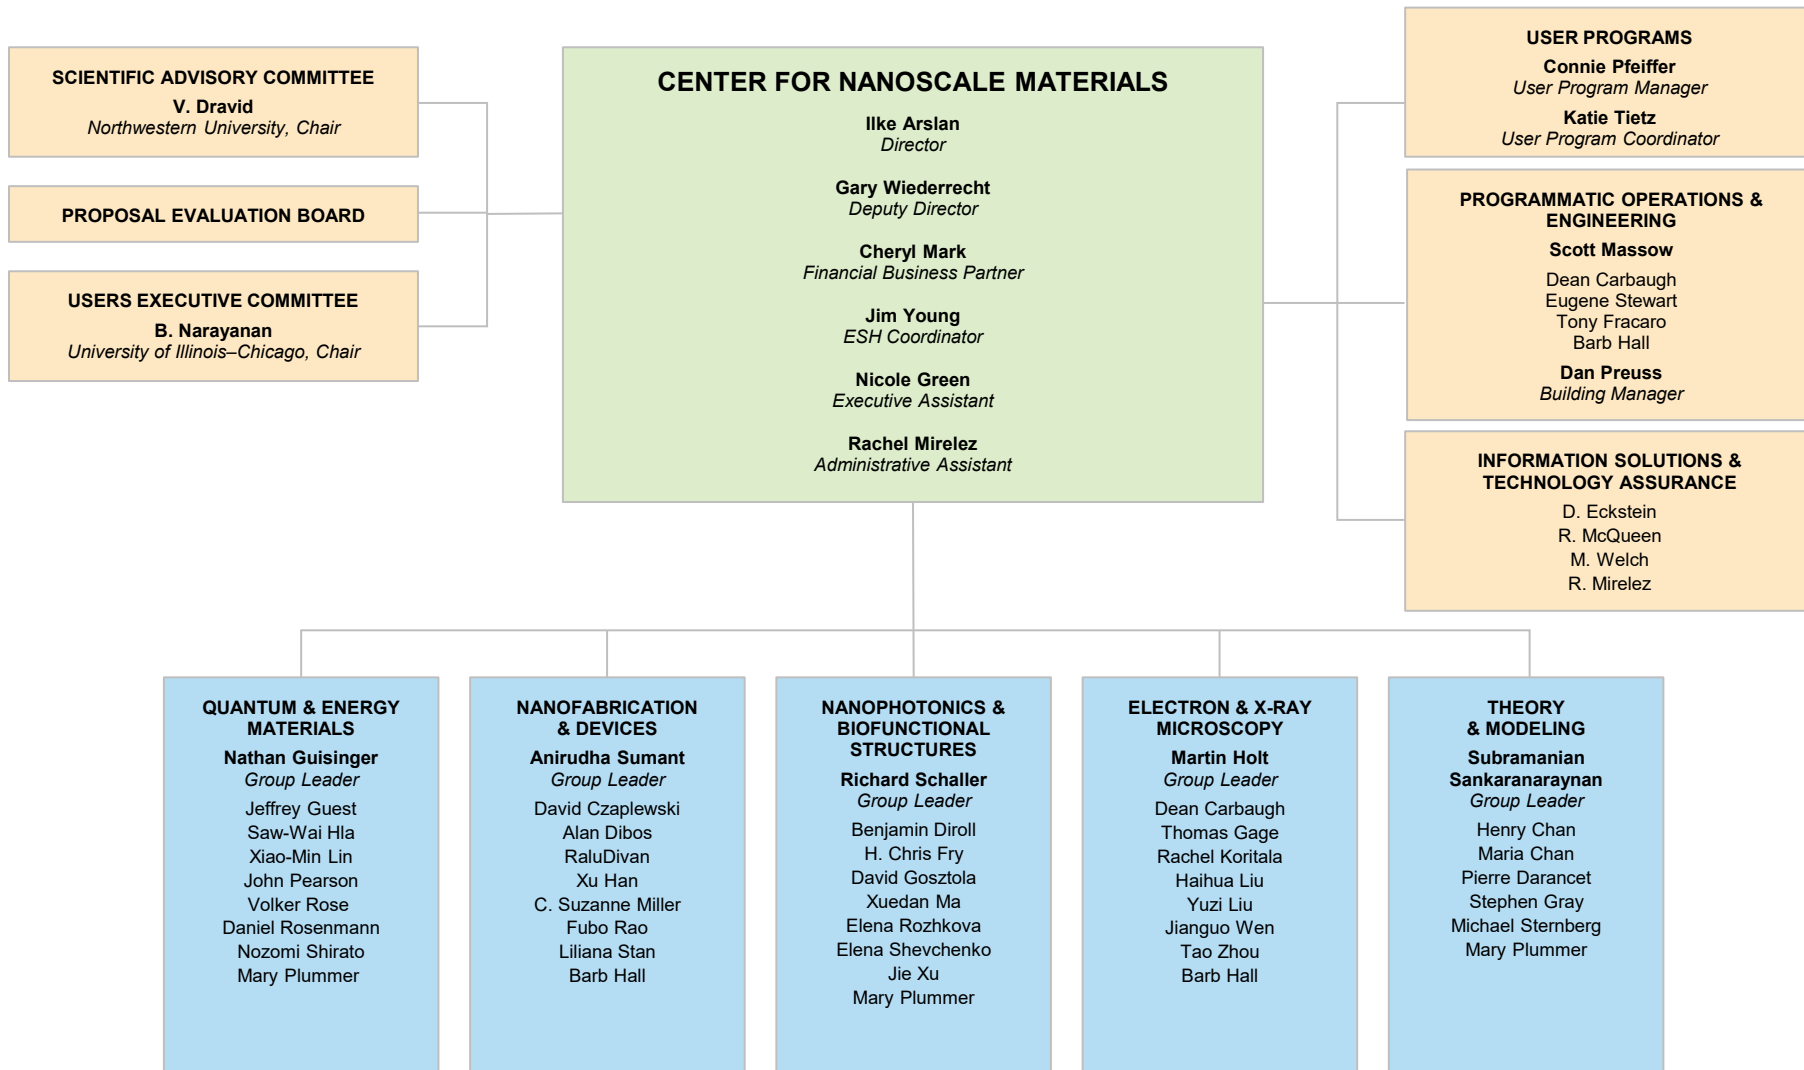 SCIENTIFIC ADVISORY COMMITTEE
V. Dravid
Northwestern University, Chair
PROPOSAL EVALUATION BOARD
USERS EXECUTIVE COMMITTEE
B. Narayanan
University of Illinois–Chicago, Chair
CENTER FOR NANOSCALE MATERIALS
Ilke Arslan
Director
Gary Wiederrecht
Deputy Director
Cheryl Mark
Financial Business Partner
Jim Young
ESH Coordinator
Nicole Green
Executive Assistant
Rachel Mirelez
Administrative Assistant
USER PROGRAMS
Connie Pfeiffer
User Program Manager
Katie Tietz
User Program Coordinator
PROGRAMMATIC OPERATIONS &
ENGINEERING
Scott Massow
Dean Carbaugh
Eugene Stewart
Tony Fracaro
Barb Hall
Dan Preuss
Building Manager
INFORMATION SOLUTIONS &
TECHNOLOGY ASSURANCE
D. Eckstein
R. McQueen
M. Welch
R. Mirelez
QUANTUM & ENERGY
MATERIALS
Nathan Guisinger
Group Leader
Jeffrey Guest
Saw-Wai Hla
Xiao-Min Lin
John Pearson
Volker Rose
Daniel Rosenmann
Nozomi Shirato
Mary Plummer
NANOFABRICATION
& DEVICES
Anirudha Sumant
Group Leader
David Czaplewski
Alan Dibos
RaluDivan
Xu Han
C. Suzanne Miller
Fubo Rao
Liliana Stan
Barb Hall
NANOPHOTONICS &
BIOFUNCTIONAL
STRUCTURES
Richard Schaller
Group Leader
Benjamin Diroll
H. Chris Fry
David Gosztola
Xuedan Ma
Elena Rozhkova
Elena Shevchenko
Jie Xu
Mary Plummer
ELECTRON & X-RAY
MICROSCOPY
Martin Holt
Group Leader
Dean Carbaugh
Thomas Gage
Rachel Koritala
Haihua Liu
Yuzi Liu
Jianguo Wen
Tao Zhou
Barb Hall
THEORY
& MODELING
Subramanian
Sankaranaraynan
Group Leader
Henry Chan
Maria Chan
Pierre Darancet
Stephen Gray
Michael Sternberg
Mary Plummer